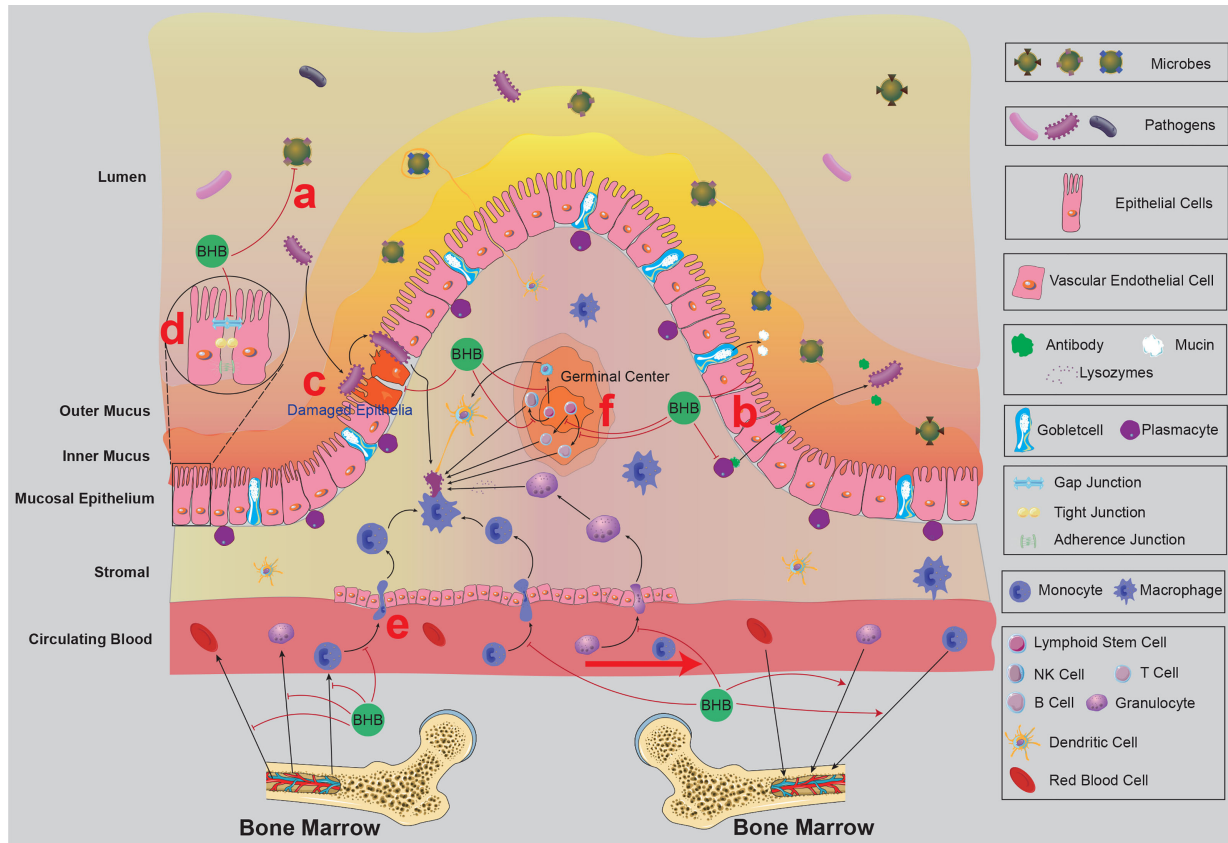 Lumen
Outer Mucus
Inner Mucus
Mucosal Epithelium
Stromal
Circulating Blood
a
BHB
d
c
Damaged Epithelia
BHB
Germinal Center
f
BHB
b
e
BHB
BHB
Bone Marrow
Bone Marrow
Microbes
Pathogens
Epithelial Cells
Vascular Endothelial Cell
Antibody
Mucin
:Lysozymes
Gobletcell
Plasmacyte
Gap Junction
Tight Junction
Adherence Junction
Monocyte
Macrophage
Lymphoid Stem Cell
NK Cell
T Cell
B Cell
Granulocyte
Dendritic Cell
Red Blood Cell